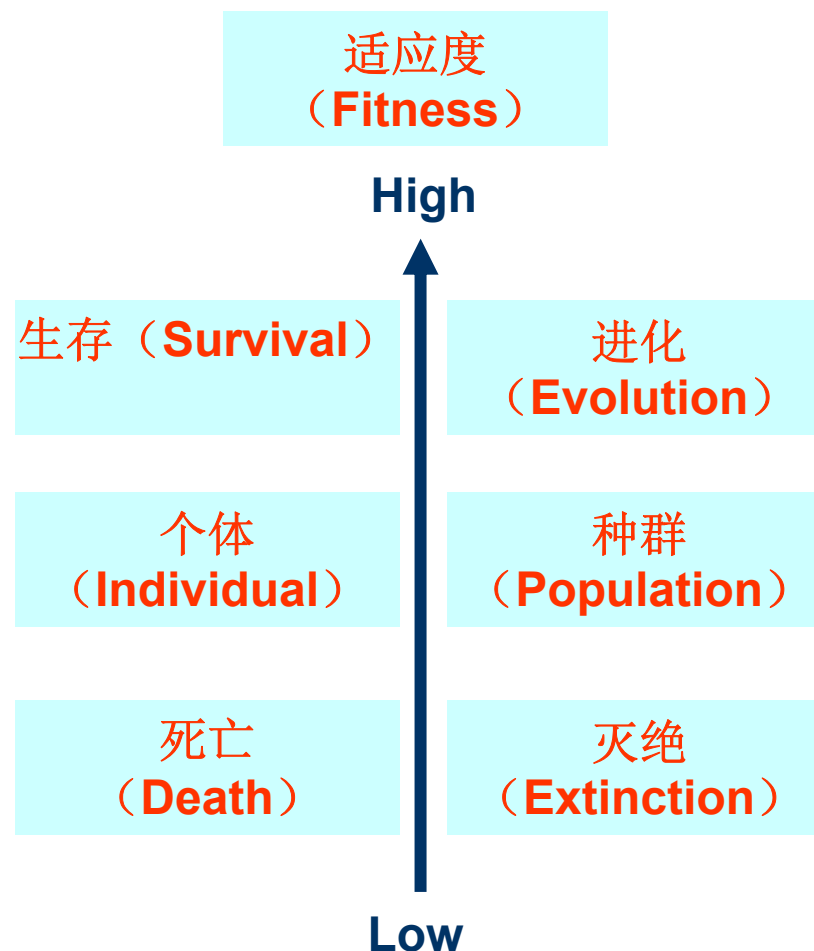 适应度
（Fitness）
High
生存（Survival）
进化
（Evolution）
个体
（Individual）
种群
（Population）
死亡
（Death）
灭绝
（Extinction）
Low